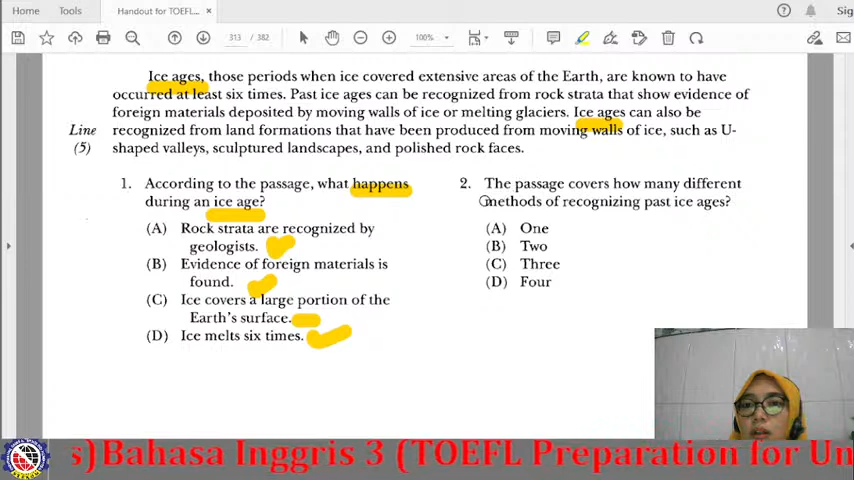 Home Tools Handout for TOEFL... × Sig
313 / 382 100%
Ice ages, those periods when ice covered extensive areas of the Earth, are known to have
occurred at least six times. Past ice ages can be recognized from rock strata that show evidence of
foreign materials deposited by moving walls of ice or melting glaciers. Ice ages can also be
Line recognized from land formations that have been produced from moving walls of ice, such as U-
(5) shaped valleys, sculptured landscapes, and polished rock faces.
1. According to the passage, what happens
during an ice age?
(A) Rock strata are recognized by
geologists.
(B) Evidence of foreign materials is
found.
(C) Ice covers a large portion of the
Earth's surface.
(D) Ice melts six times.
2. The passage covers how many different
methods of recognizing past ice ages?
(A) One
(B) Two
(C) Three
(D) Four
s) Bahasa Inggris 3 (TOEFL Preparation for Un